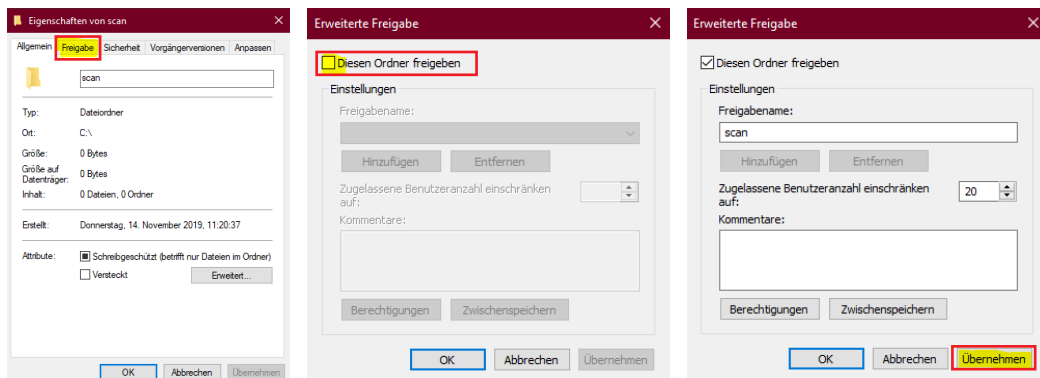 Eigenschaften von scan
Allgemein Freigabe Sicherheit Vorgängerversionen Anpassen
scan
Typ: Dateiordner
Ort: C:\
Größe: 0 Bytes
Größe auf Datenträger: 0 Bytes
Inhalt: 0 Dateien, 0 Ordner
Erstellt: Donnerstag, 14. November 2019, 11:20:37
Attribute: Schreibgeschützt (betrifft nur Dateien im Ordner)
Versteckt Erweitert...
OK Abbrechen Übernehmen
Erweiterte Freigabe
Diesen Ordner freigeben
Einstellungen
Freigabename:
Hinzufügen Entfernen
Zugelassene Benutzeranzahl einschränken
auf:
Kommentare:
Berechtigungen Zwischenspeichern
OK Abbrechen Übernehmen
Erweiterte Freigabe
Diesen Ordner freigeben
Einstellungen
Freigabename:
scan
Hinzufügen Entfernen
Zugelassene Benutzeranzahl einschränken 20
auf:
Kommentare:
Berechtigungen Zwischenspeichern
OK Abbrechen Übernehmen